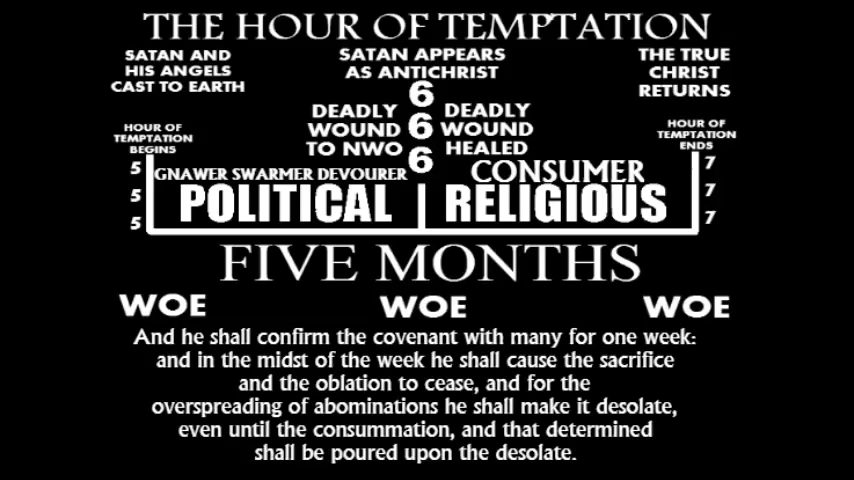 THE HOUR OF TEMPTATION
SATAN AND
HIS ANGELS
CAST TO EARTH
SATAN APPEARS
AS ANTICHRIST
THE TRUE
CHRIST
RETURNS
6
6
6
DEADLY
WOUND
TO NWO
DEADLY
WOUND
HEALED
HOUR OF
TEMPTATION
BEGINS
HOUR OF
TEMPTATION
ENDS
5
5
5
GNAWER SWARMER DEVOURER
CONSUMER
7
7
7
POLITICAL
RELIGIOUS
FIVE MONTHS
WOE WOE WOE
And he shall confirm the covenant with many for one week:
and in the midst of the week he shall cause the sacrifice
and the oblation to cease, and for the
overspreading of abominations he shall make it desolate,
even until the consummation, and that determined
shall be poured upon the desolate.